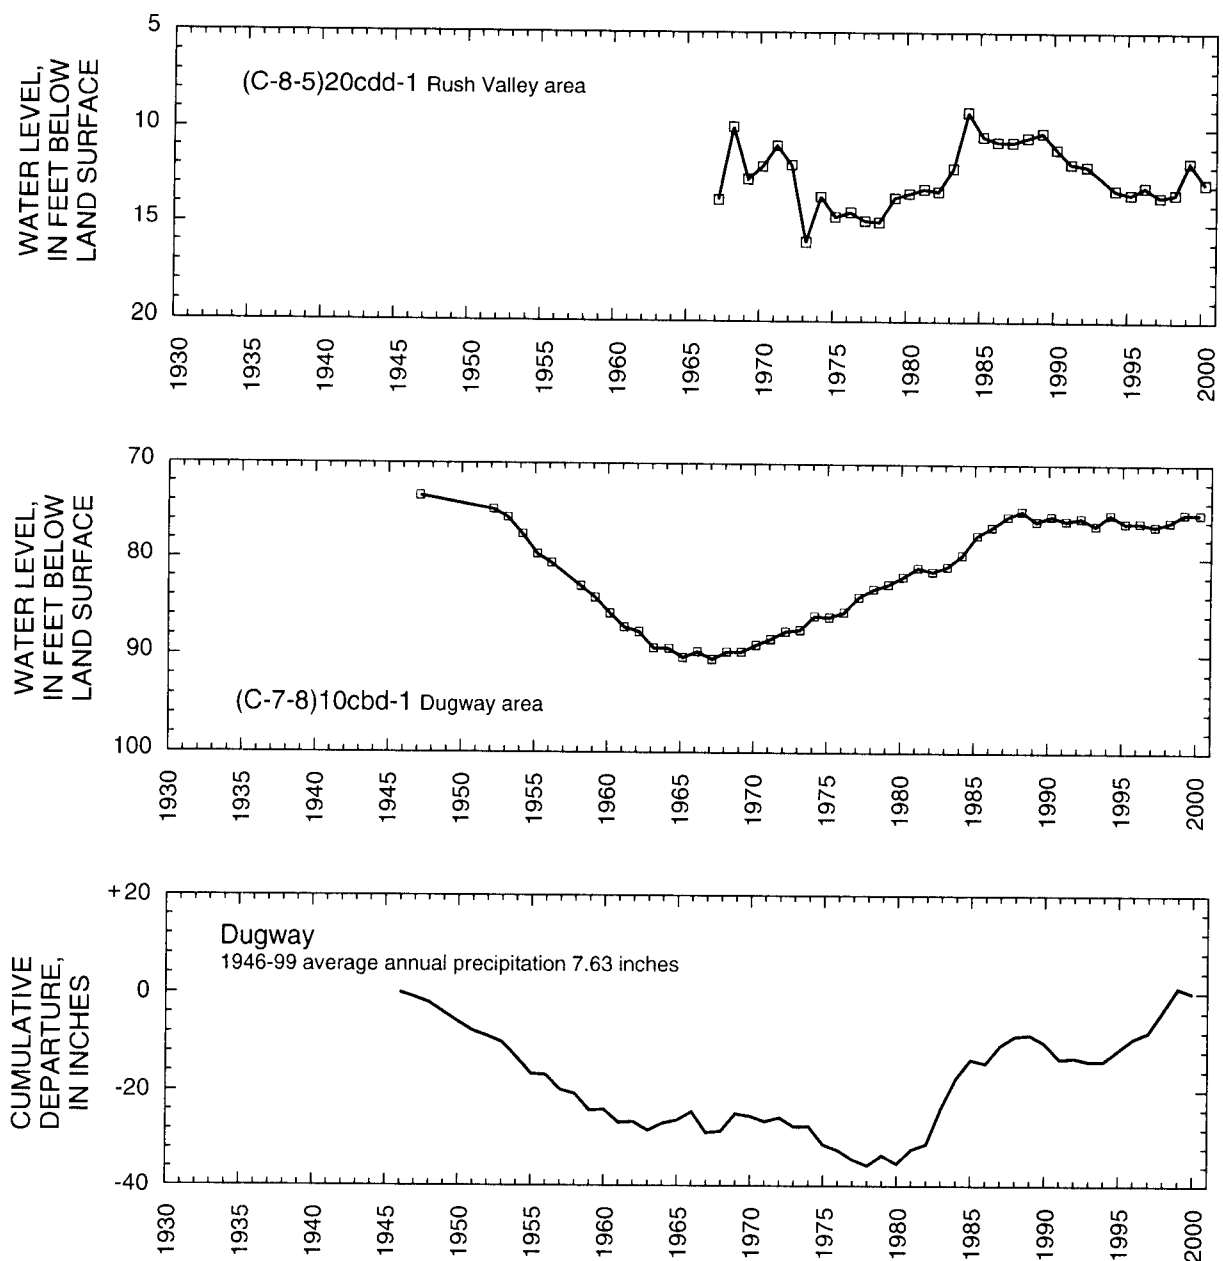 WATER LEVEL,
IN FEET BELOW
LAND SURFACE
5
10
15
20
(C-8-5)20cdd-1 Rush Valley area
1930 1935 1940 1945 1950 1955 1960 1965 1970 1975 1980 1985 1990 1995 2000
WATER LEVEL,
IN FEET BELOW
LAND SURFACE
70
80
90
100
(C-7-8)10cbd-1 Dugway area
1930 1935 1940 1945 1950 1955 1960 1965 1970 1975 1980 1985 1990 1995 2000
CUMULATIVE
DEPARTURE,
IN INCHES
+20
0
-20
-40
Dugway
1946-99 average annual precipitation 7.63 inches
1930 1935 1940 1945 1950 1955 1960 1965 1970 1975 1980 1985 1990 1995 2000